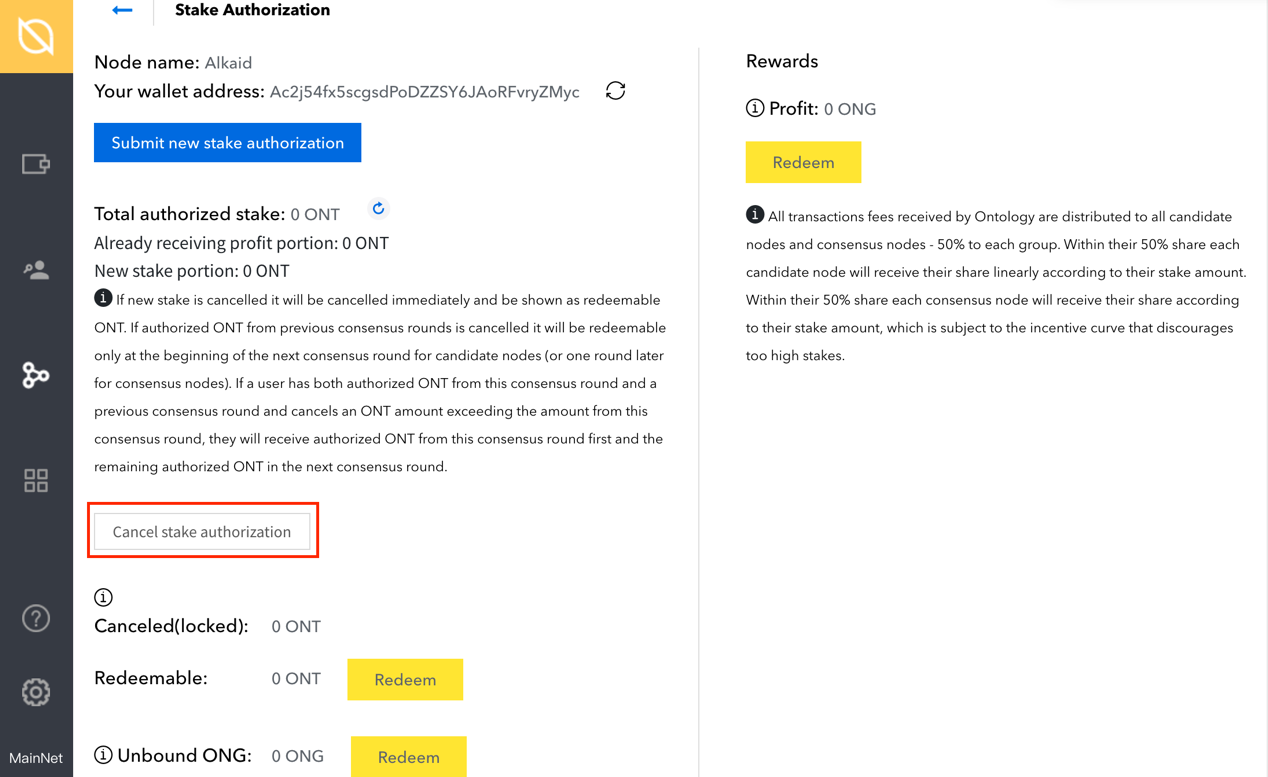 Stake Authorization
Node name: Alkaid
Your wallet address: Ac2j54fx5scgsdPoDZZSY6JAoRFvryZMyc
Submit new stake authorization
Total authorized stake: 0 ONT
Already receiving profit portion: 0 ONT
New stake portion: 0 ONT
If new stake is cancelled it will be cancelled immediately and be shown as redeemable
ONT. If authorized ONT from previous consensus rounds is cancelled it will be redeemable
only at the beginning of the next consensus round for candidate nodes (or one round later
for consensus nodes). If a user has both authorized ONT from this consensus round and a
previous consensus round and cancels an ONT amount exceeding the amount from this
consensus round, they will receive authorized ONT from this consensus round first and the
remaining authorized ONT in the next consensus round.
Cancel stake authorization
Canceled(locked): 0 ONT
Redeemable: 0 ONT Redeem
Unbound ONG: 0 ONG Redeem
Rewards
Profit: 0 ONG
Redeem
All transactions fees received by Ontology are distributed to all candidate
nodes and consensus nodes - 50% to each group. Within their 50% share each
candidate node will receive their share linearly according to their stake amount.
Within their 50% share each consensus node will receive their share according
to their stake amount, which is subject to the incentive curve that discourages
too high stakes.
MainNet